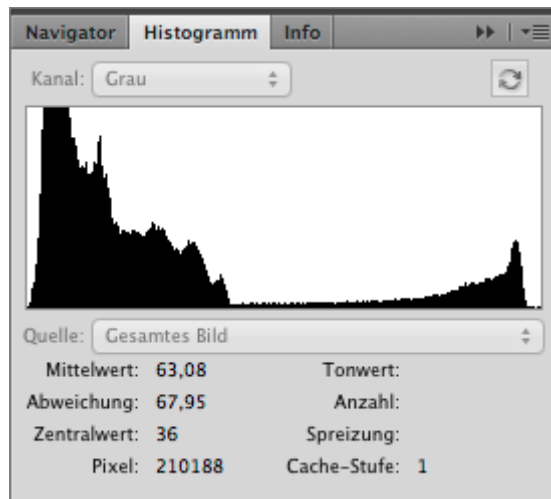 Navigator Histogramm Info
Kanal: Grau
Quelle: Gesamtes Bild
Mittelwert: 63,08 Tonwert:
Abweichung: 67,95 Anzahl:
Zentralwert: 36 Spreizung:
Pixel: 210188 Cache-Stufe: 1